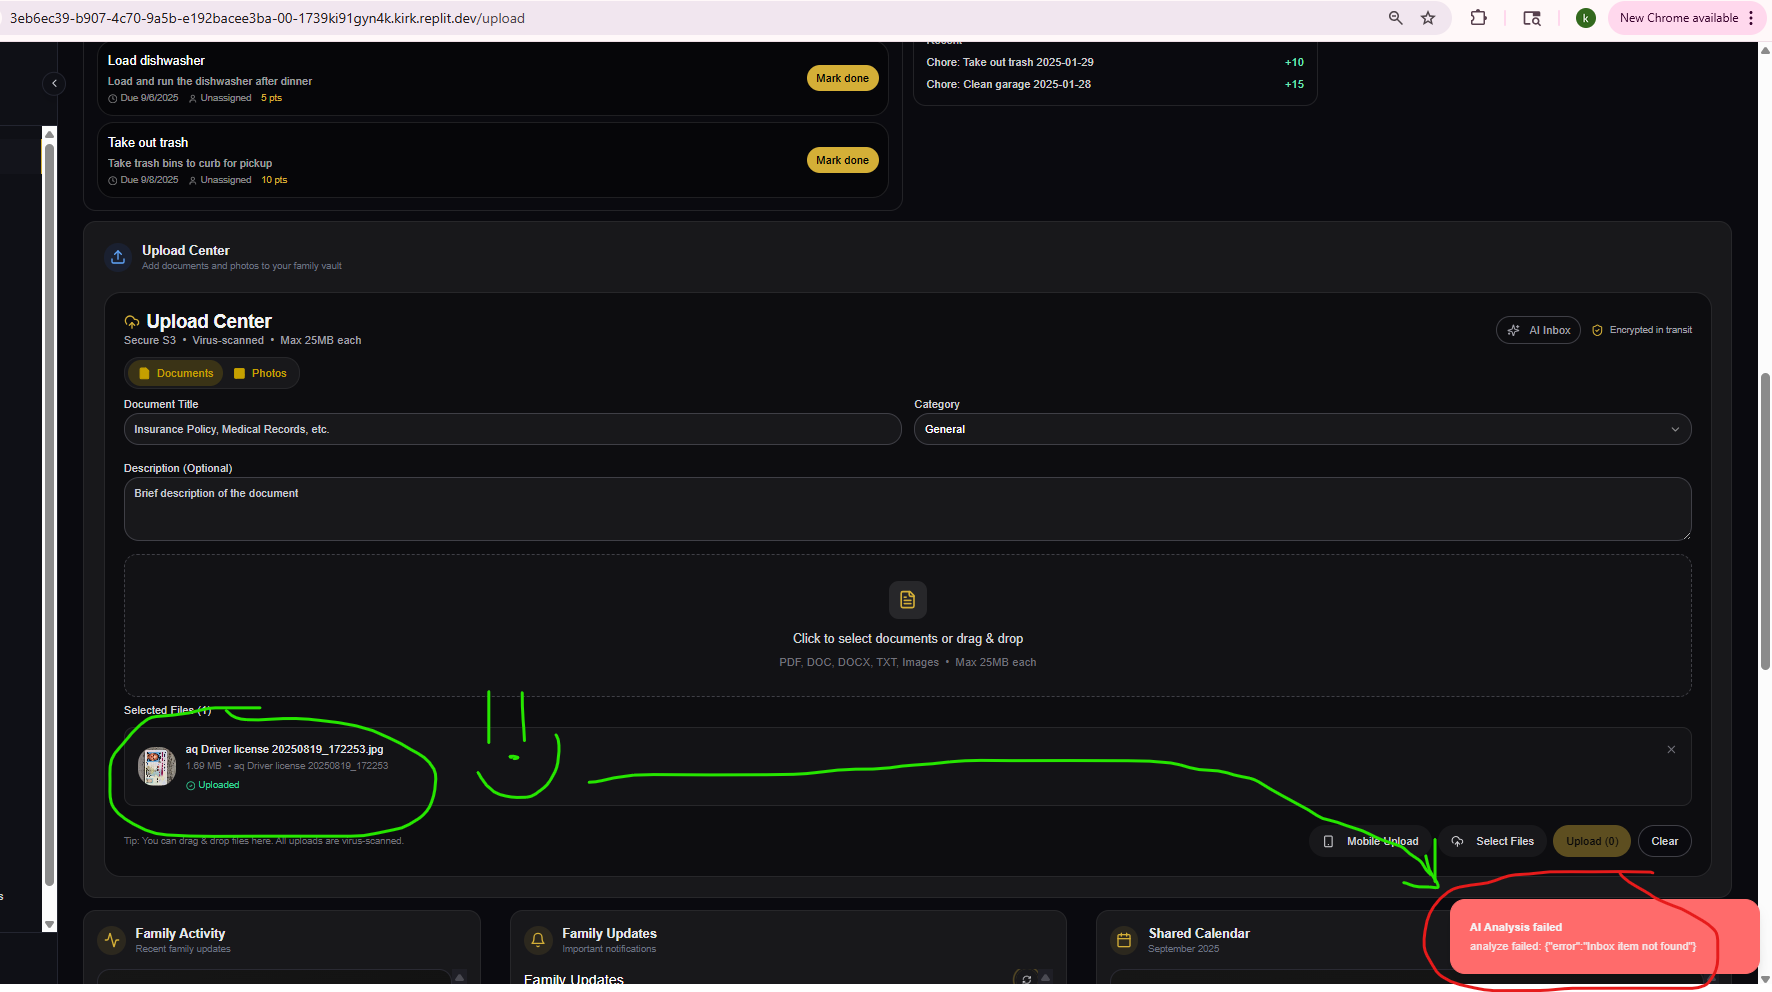 3eb6ec39-b907-4c70-9a5b-e192bacee3ba-00-1739ki91gyn4k.kirk.replit.dev/upload
k
New Chrome available
Load dishwasher
Load and run the dishwasher after dinner
Due 9/6/2025 Unassigned 5 pts
Mark done
Take out trash
Take trash bins to curb for pickup
Due 9/8/2025 Unassigned 10 pts
Mark done
Chore: Take out trash 2025-01-29 +10
Chore: Clean garage 2025-01-28 +15
Upload Center
Add documents and photos to your family vault
Upload Center
Secure S3 • Virus-scanned • Max 25MB each
AI Inbox
Encrypted in transit
Documents
Photos
Document Title
Insurance Policy, Medical Records, etc.
Category
General
Description (Optional)
Brief description of the document
Click to select documents or drag & drop
PDF, DOC, DOCX, TXT, Images • Max 25MB each
Selected Files (1)
aq Driver license 20250819_172253.jpg
1.69 MB • aq Driver license 20250819_172253
Uploaded
Tip: You can drag & drop files here. All uploads are virus-scanned.
Mobile Upload
Select Files
Upload (0)
Clear
s
Family Activity
Recent family updates
Family Updates
Important notifications
Family Updates
Shared Calendar
September 2025
AI Analysis failed
analyze failed: {"error":"Inbox item not found"}